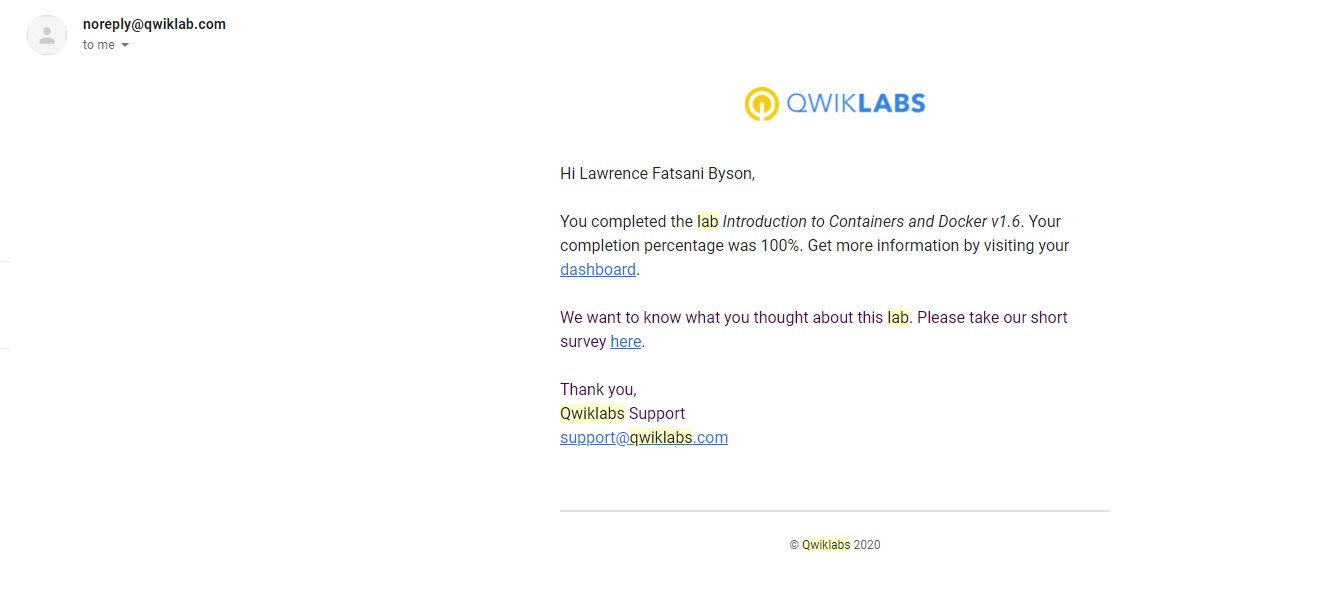 noreply@qwiklab.com
to me
QWIKLABS
Hi Lawrence Fatsani Byson,
You completed the lab Introduction to Containers and Docker v1.6. Your
completion percentage was 100%. Get more information by visiting your
dashboard.
We want to know what you thought about this lab. Please take our short
survey here.
Thank you,
Qwiklabs Support
support@qwiklabs.com
© Qwiklabs 2020